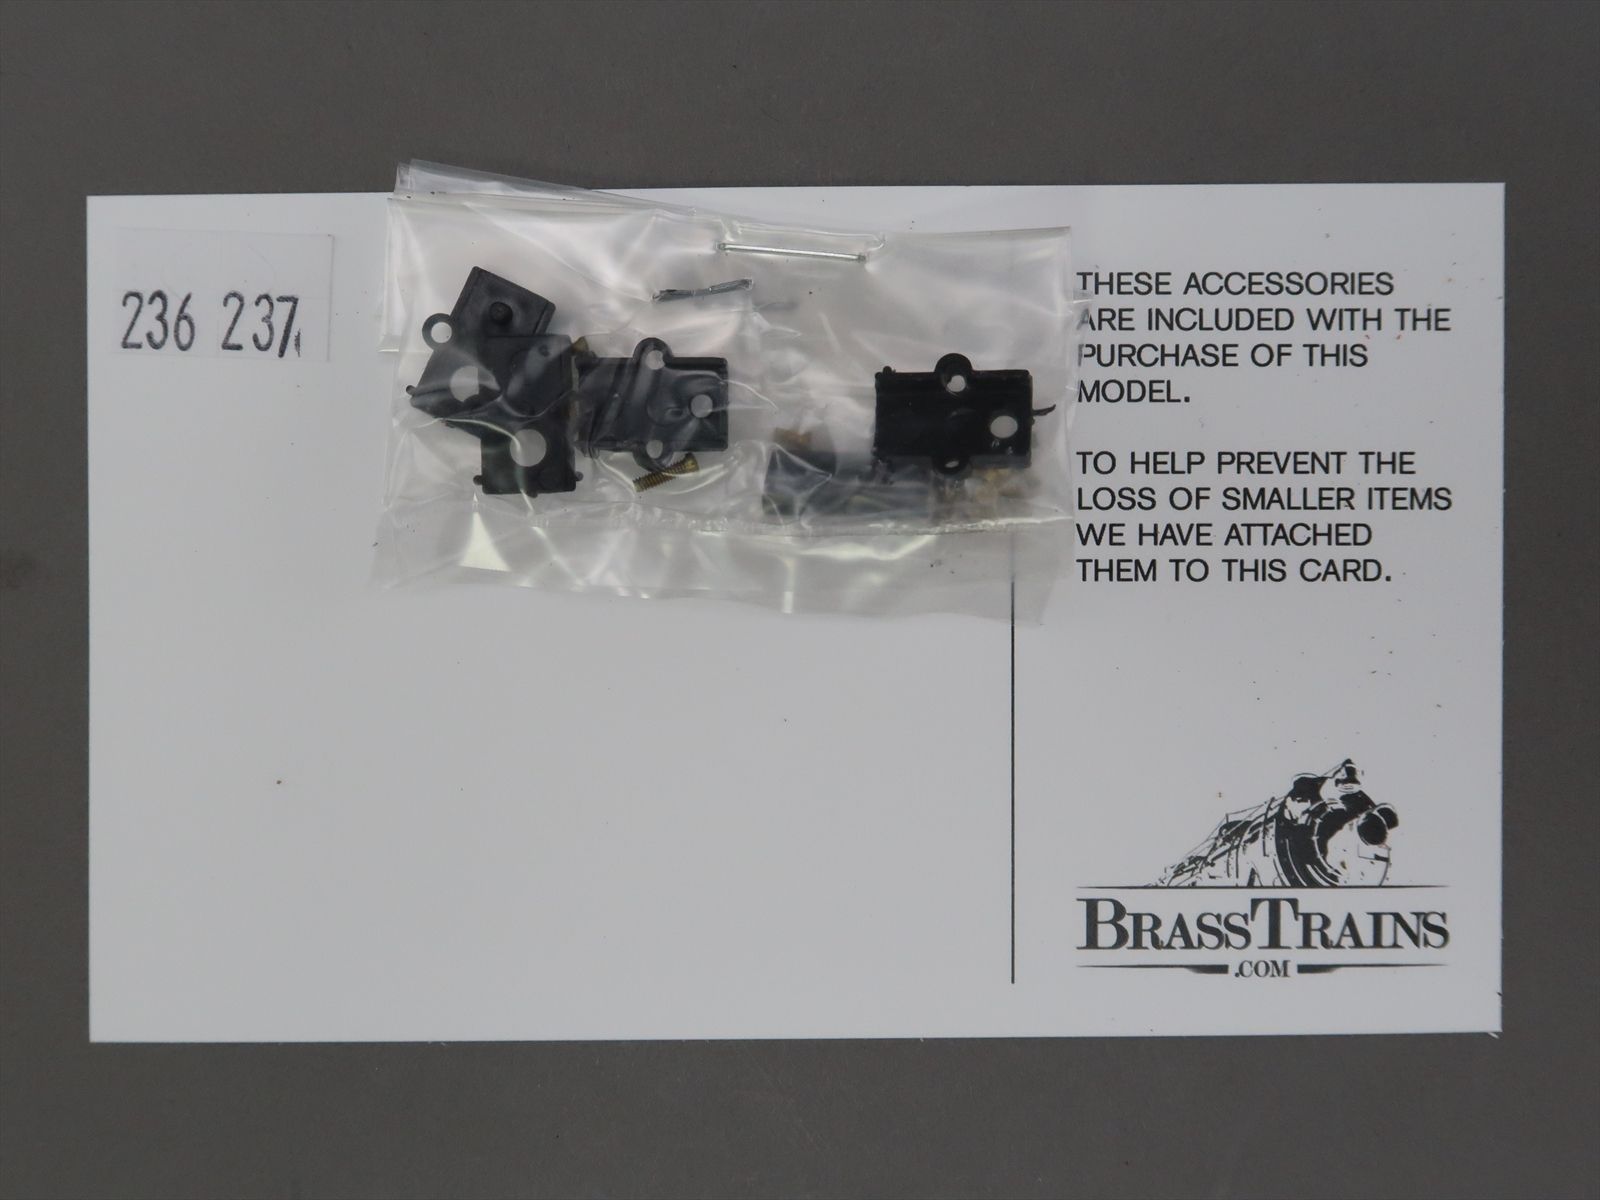 236 237
THESE ACCESSORIES
ARE INCLUDED WITH THE
PURCHASE OF THIS
MODEL.
TO HELP PREVENT THE
LOSS OF SMALLER ITEMS
WE HAVE ATTACHED
THEM TO THIS CARD.
BRASSTRAINS
.COM